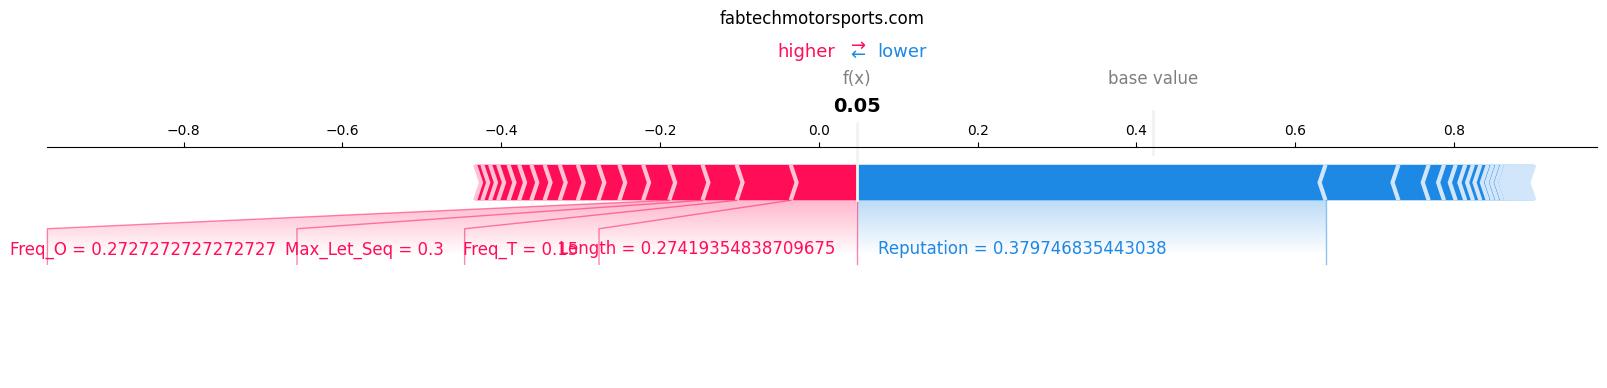 fabtechmotorsports.com
higher ⇄ lower
f(x) base value
0.05
−0.8 −0.6 −0.4 −0.2 0.0 0.2 0.4 0.6 0.8
Freq_O = 0.2727272727272727 Max_Let_Seq = 0.3 Freq_T = 0.15 Length = 0.27419354838709675 Reputation = 0.379746835443038